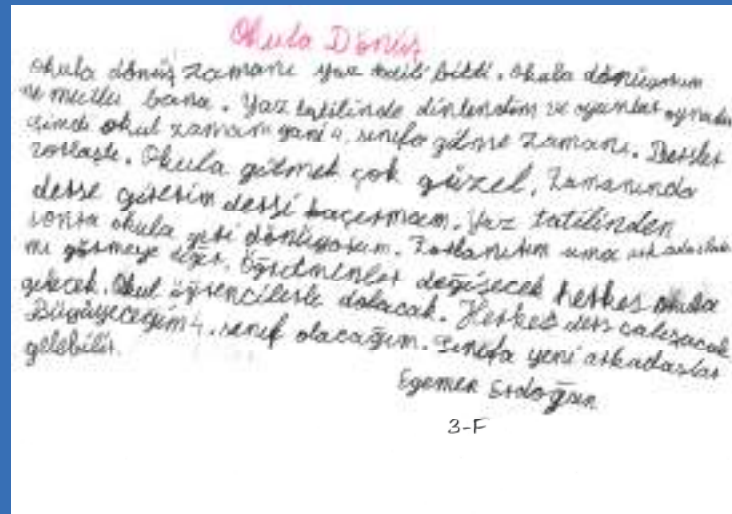 Okula Dönüş
Okula dönüş zamanı yaz tatili bitti. Okula dönüyorum
ne mutlu bana. Yaz tatilinde dinlendim ve oyunlar oynadım
şimdi okul zamanı yani 4. sınıfa gitme zamanı. Dersler
zorlaştı. Okula gitmek çok güzel. Zamanında
derse girerim dersi kaçırmam. Yaz tatilinden
sonra okula geri dönüyorum. Zorlanırım ama arkadaşları
mı görmeye değer. Öğretmenler değişecek herkes okula
gelecek. Okul öğrencilerle dolacak. Herkes ders çalışacak.
Büyüyeceğim 4. sınıf olacağım. Sınıfa yeni arkadaşlar
gelebilir.
Egemen Erdoğan
3-F